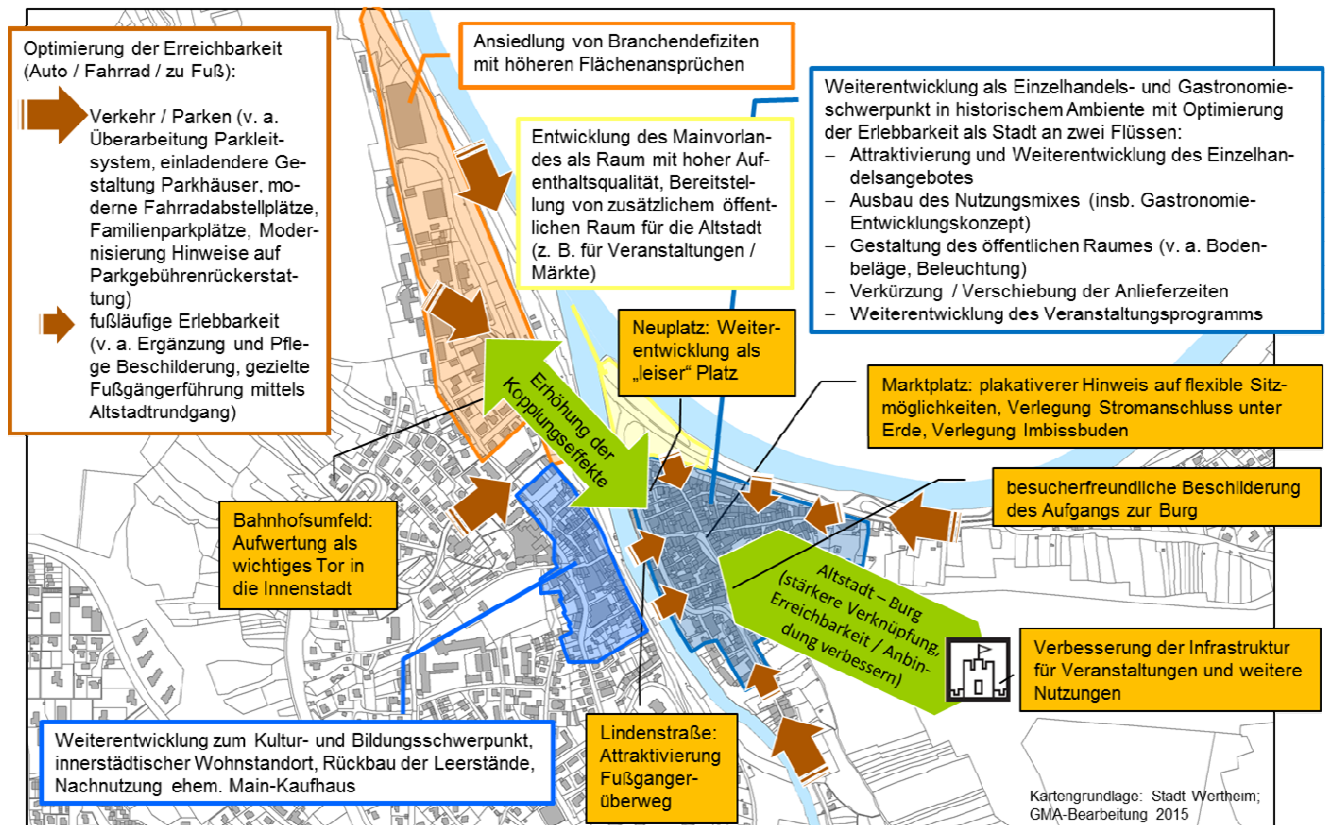 Optimierung der Erreichbarkeit
(Auto / Fahrrad / zu Fuß):
Verkehr / Parken (v. a.
Überarbeitung Parkleit-
system, einladendere Ge-
staltung Parkhäuser, mo-
derne Fahrradabstellplätze,
Familienparkplätze, Moder-
nisierung Hinweise auf
Parkgebührenrückerstat-
tung)
fußläufige Erlebbarkeit
(v. a. Ergänzung und Pfle-
ge Beschilderung, gezielte
Fußgängerführung mittels
Altstadtrundgang)
Ansiedlung von Branchendefiziten
mit höheren Flächenansprüchen
Entwicklung des Mainvorlan-
des als Raum mit hoher Auf-
enthaltsqualität, Bereitstel-
lung von zusätzlichem öffent-
lichen Raum für die Altstadt
(z. B. für Veranstaltungen /
Märkte)
Weiterentwicklung als Einzelhandels- und Gastronomie-
schwerpunkt in historischem Ambiente mit Optimierung
der Erlebbarkeit als Stadt an zwei Flüssen:
– Attraktivierung und Weiterentwicklung des Einzelhan-
delsangebotes
– Ausbau des Nutzungsmixes (insb. Gastronomie-
Entwicklungskonzept)
– Gestaltung des öffentlichen Raumes (v. a. Boden-
beläge, Beleuchtung)
– Verkürzung / Verschiebung der Anlieferzeiten
– Weiterentwicklung des Veranstaltungsprogramms
Neuplatz: Weiter-
entwicklung als
„leiser“ Platz
Marktplatz: plakativerer Hinweis auf flexible Sitz-
möglichkeiten, Verlegung Stromanschluss unter
Erde, Verlegung Imbissbuden
Erhöhung der
Kopplungseffekte
besucherfreundliche Beschilderung
des Aufgangs zur Burg
Bahnhofsumfeld:
Aufwertung als
wichtiges Tor in
die Innenstadt
Altstadt – Burg
(stärkere Verknüpfung,
Erreichbarkeit / Anbin-
dung verbessern)
Verbesserung der Infrastruktur
für Veranstaltungen und weitere
Nutzungen
Weiterentwicklung zum Kultur- und Bildungsschwerpunkt,
innerstädtischer Wohnstandort, Rückbau der Leerstände,
Nachnutzung ehem. Main-Kaufhaus
Lindenstraße:
Attraktivierung
Fußganger-
überweg
Kartengrundlage: Stadt Wertheim;
GMA-Bearbeitung 2015